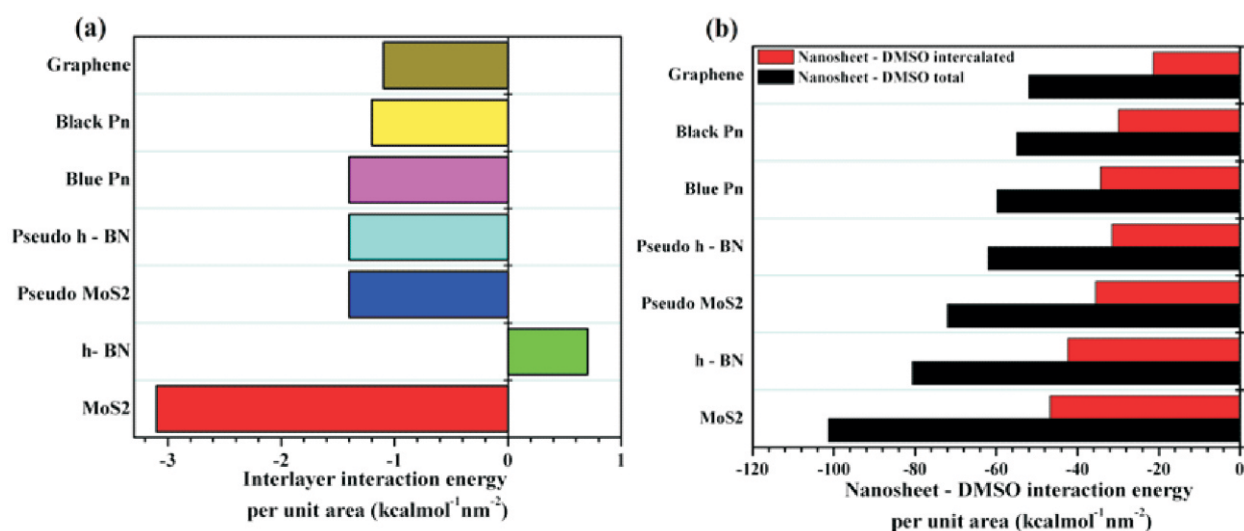 (a)
Graphene
Black Pn
Blue Pn
Pseudo h - BN
Pseudo MoS2
h- BN
MoS2
-3 -2 -1 0 1
Interlayer interaction energy
per unit area (kcalmol⁻¹nm⁻²)
(b)
Nanosheet - DMSO intercalated
Nanosheet - DMSO total
Graphene
Black Pn
Blue Pn
Pseudo h - BN
Pseudo MoS2
h - BN
MoS2
-120 -100 -80 -60 -40 -20 0
Nanosheet - DMSO interaction energy
per unit area (kcalmol⁻¹nm⁻²)